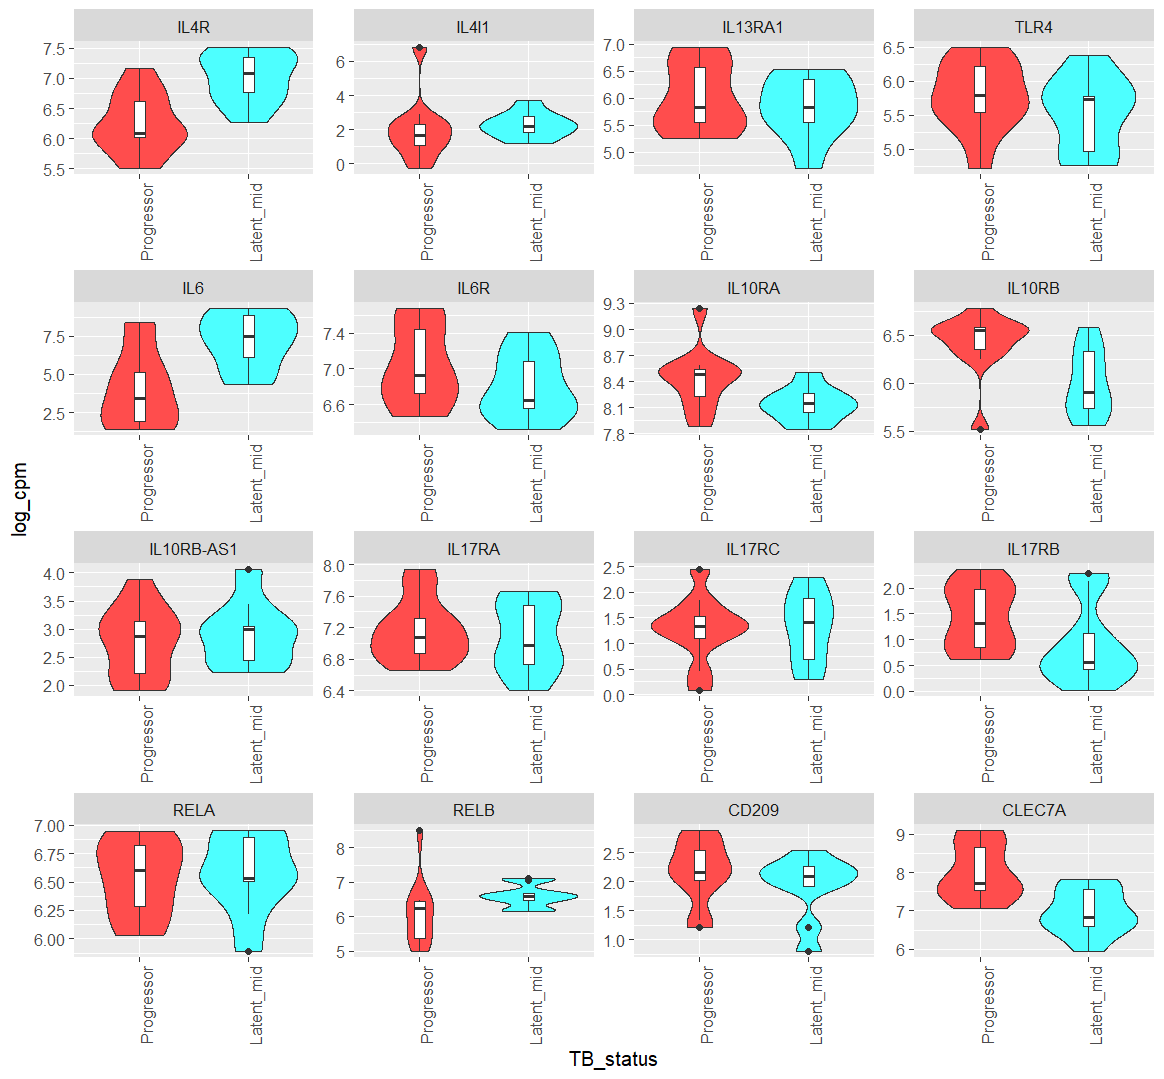 IL4R
IL4I1
IL13RA1
TLR4
7.5
7.0
6.5
6.0
5.5
6
4
2
0
7.0
6.5
6.0
5.5
5.0
6.5
6.0
5.5
5.0
Progressor
Latent_mid
Progressor
Latent_mid
Progressor
Latent_mid
Progressor
Latent_mid
IL6
IL6R
IL10RA
IL10RB
7.5
5.0
2.5
7.4
7.0
6.6
9.3
9.0
8.7
8.4
8.1
7.8
6.5
6.0
5.5
Progressor
Latent_mid
Progressor
Latent_mid
Progressor
Latent_mid
Progressor
Latent_mid
log_cpm
IL10RB-AS1
IL17RA
IL17RC
IL17RB
4.0
3.5
3.0
2.5
2.0
8.0
7.6
7.2
6.8
6.4
2.5
2.0
1.5
1.0
0.5
0.0
2.0
1.5
1.0
0.5
0.0
Progressor
Latent_mid
Progressor
Latent_mid
Progressor
Latent_mid
Progressor
Latent_mid
RELA
RELB
CD209
CLEC7A
7.00
6.75
6.50
6.25
6.00
8
7
6
5
2.5
2.0
1.5
1.0
9
8
7
6
Progressor
Latent_mid
Progressor
Latent_mid
Progressor
Latent_mid
Progressor
Latent_mid
TB_status